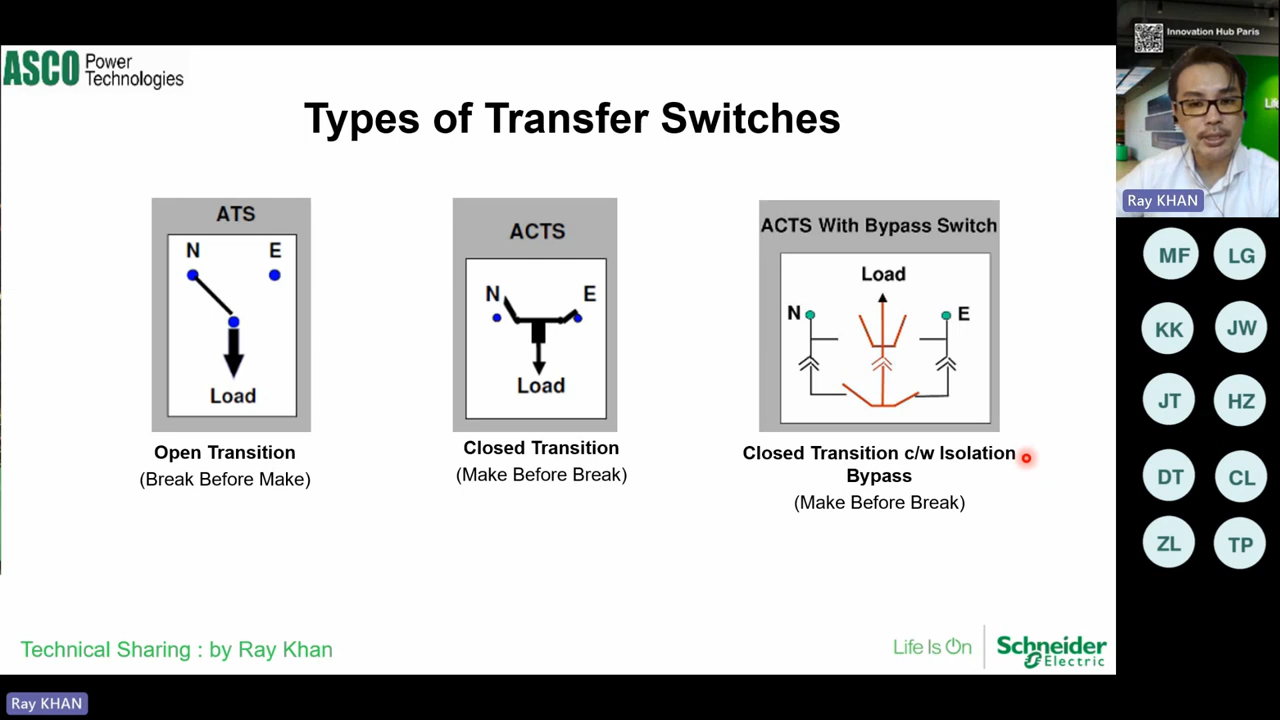 ASCO Power
Technologies
Types of Transfer Switches
ATS
N E
Load
Open Transition
(Break Before Make)
ACTS
N E
Load
Closed Transition
(Make Before Break)
ACTS With Bypass Switch
Load
N E
Closed Transition c/w Isolation
Bypass
(Make Before Break)
Technical Sharing : by Ray Khan
Life Is On
Schneider
Electric
Ray KHAN
Innovation Hub Paris
Ray KHAN
MF LG
KK JW
JT HZ
DT CL
ZL TP